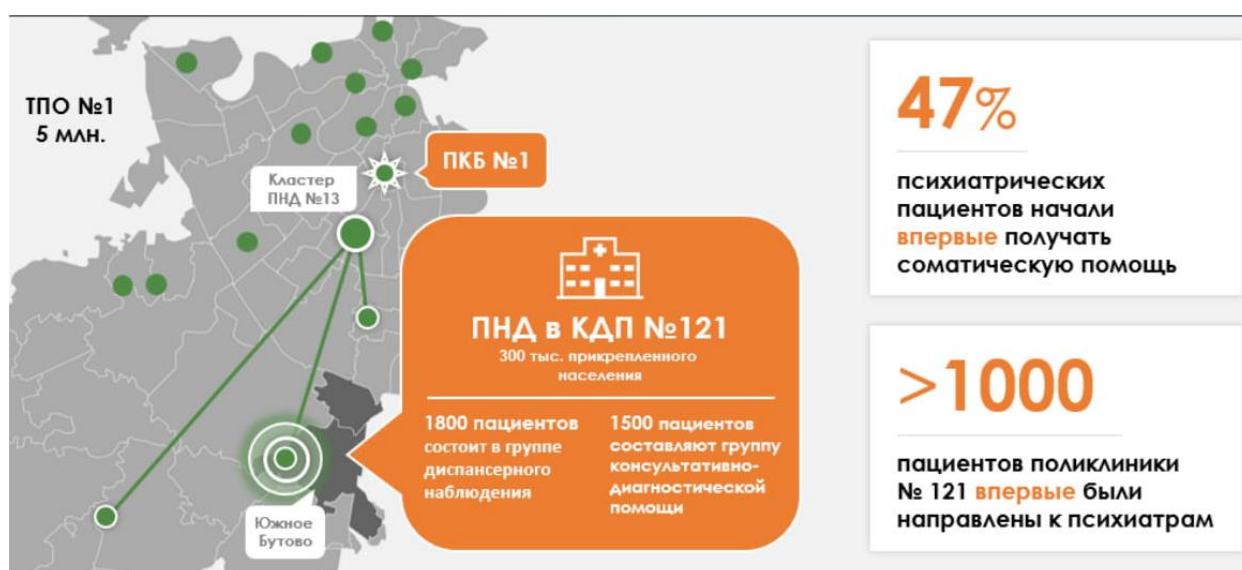 ТПО №1
5 млн.
Кластер
ПНД №13
ПКБ №1
ПНД в КДП №121
300 тыс. прикрепленного
населения
1800 пациентов
состоит в группе
диспансерного
наблюдения
1500 пациентов
составляют группу
консультативно-
диагностической
помощи
Южное
Бутово
47%
психиатрических
пациентов начали
впервые получать
соматическую помощь
>1000
пациентов поликлиники
№ 121 впервые были
направлены к психиатрам